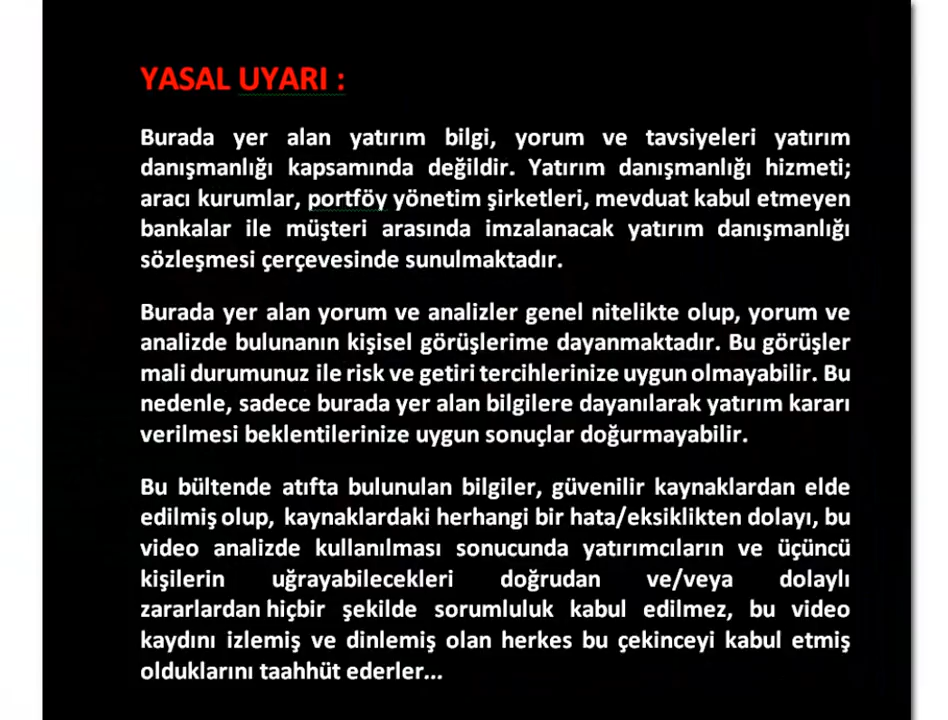 YASAL UYARI :
Burada yer alan yatırım bilgi, yorum ve tavsiyeleri yatırım
danışmanlığı kapsamında değildir. Yatırım danışmanlığı hizmeti;
aracı kurumlar, portföy yönetim şirketleri, mevduat kabul etmeyen
bankalar ile müşteri arasında imzalanacak yatırım danışmanlığı
sözleşmesi çerçevesinde sunulmaktadır.
Burada yer alan yorum ve analizler genel nitelikte olup, yorum ve
analizde bulunanın kişisel görüşlerime dayanmaktadır. Bu görüşler
mali durumunuz ile risk ve getiri tercihlerinize uygun olmayabilir. Bu
nedenle, sadece burada yer alan bilgilere dayanılarak yatırım kararı
verilmesi beklentilerinize uygun sonuçlar doğurmayabilir.
Bu bültende atıfta bulunulan bilgiler, güvenilir kaynaklardan elde
edilmiş olup, kaynaklardaki herhangi bir hata/eksiklikten dolayı, bu
video analizde kullanılması sonucunda yatırımcıların ve üçüncü
kişilerin uğrayabilecekleri doğrudan ve/veya dolaylı
zararlardan hiçbir şekilde sorumluluk kabul edilmez, bu video
kaydını izlemiş ve dinlemiş olan herkes bu çekinceyi kabul etmiş
olduklarını taahhüt ederler...